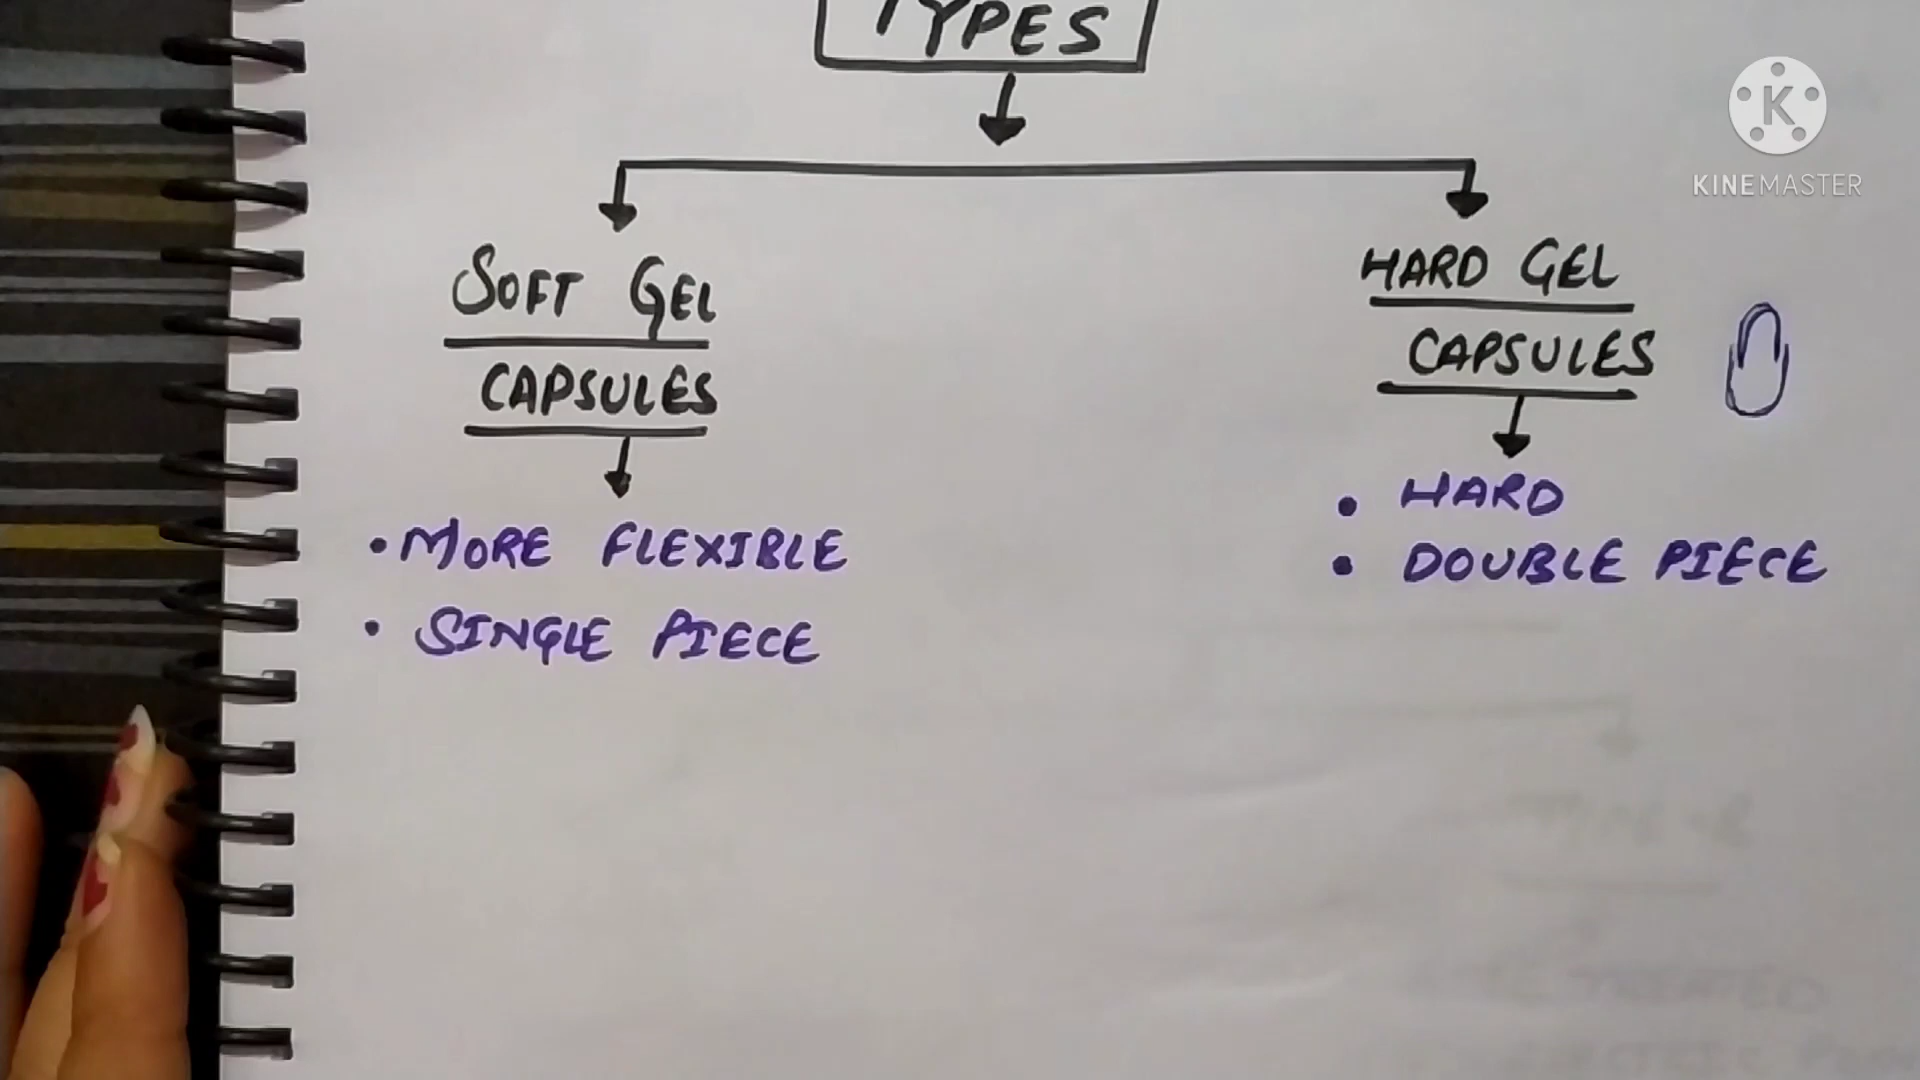 TYPES
SOFT GEL
CAPSULES
• MORE FLEXIBLE
• SINGLE PIECE
HARD GEL
CAPSULES
• HARD
• DOUBLE PIECE
K
KINEMASTER